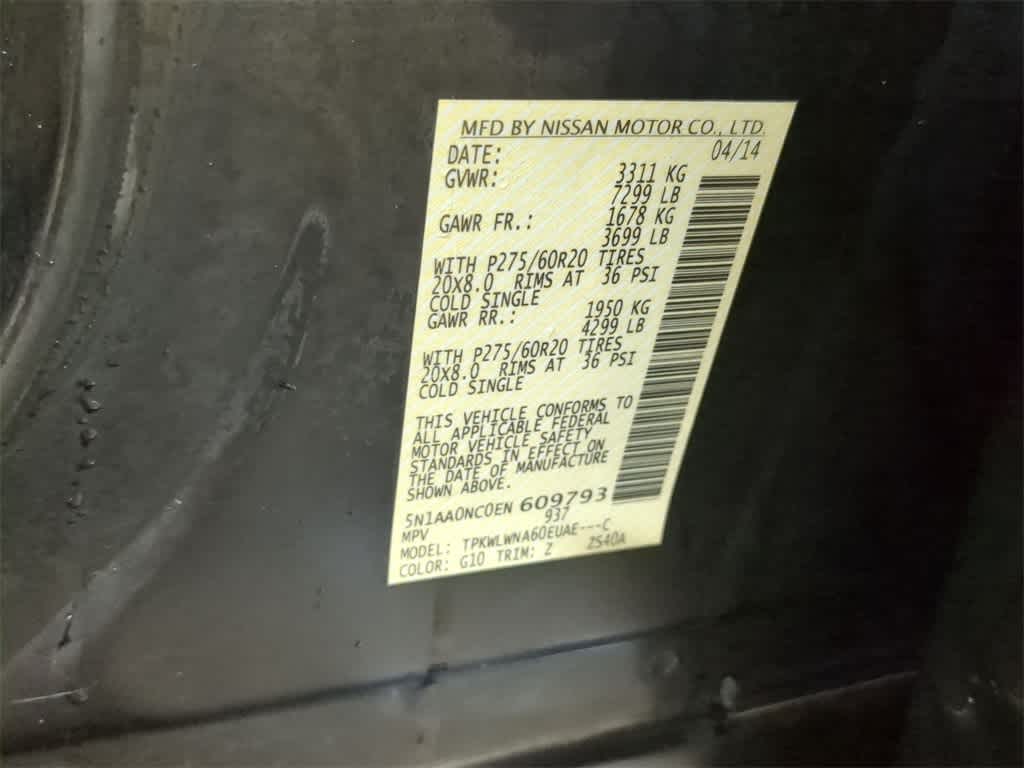 MFD BY NISSAN MOTOR CO., LTD.
DATE: 04/14
GVWR: 3311 KG
7299 LB
GAWR FR.: 1678 KG
3699 LB
WITH P275/60R20 TIRES
20X8.0 RIMS AT 36 PSI
COLD SINGLE
GAWR RR.: 1950 KG
4299 LB
WITH P275/60R20 TIRES
20X8.0 RIMS AT 36 PSI
COLD SINGLE
THIS VEHICLE CONFORMS TO
ALL APPLICABLE FEDERAL
MOTOR VEHICLE SAFETY
STANDARDS IN EFFECT ON
THE DATE OF MANUFACTURE
SHOWN ABOVE.
5N1AA0NC0EN 609793
MPV 937
MODEL: TPKWLWNA60EUAE---C
COLOR: G10 TRIM: Z 2S40A